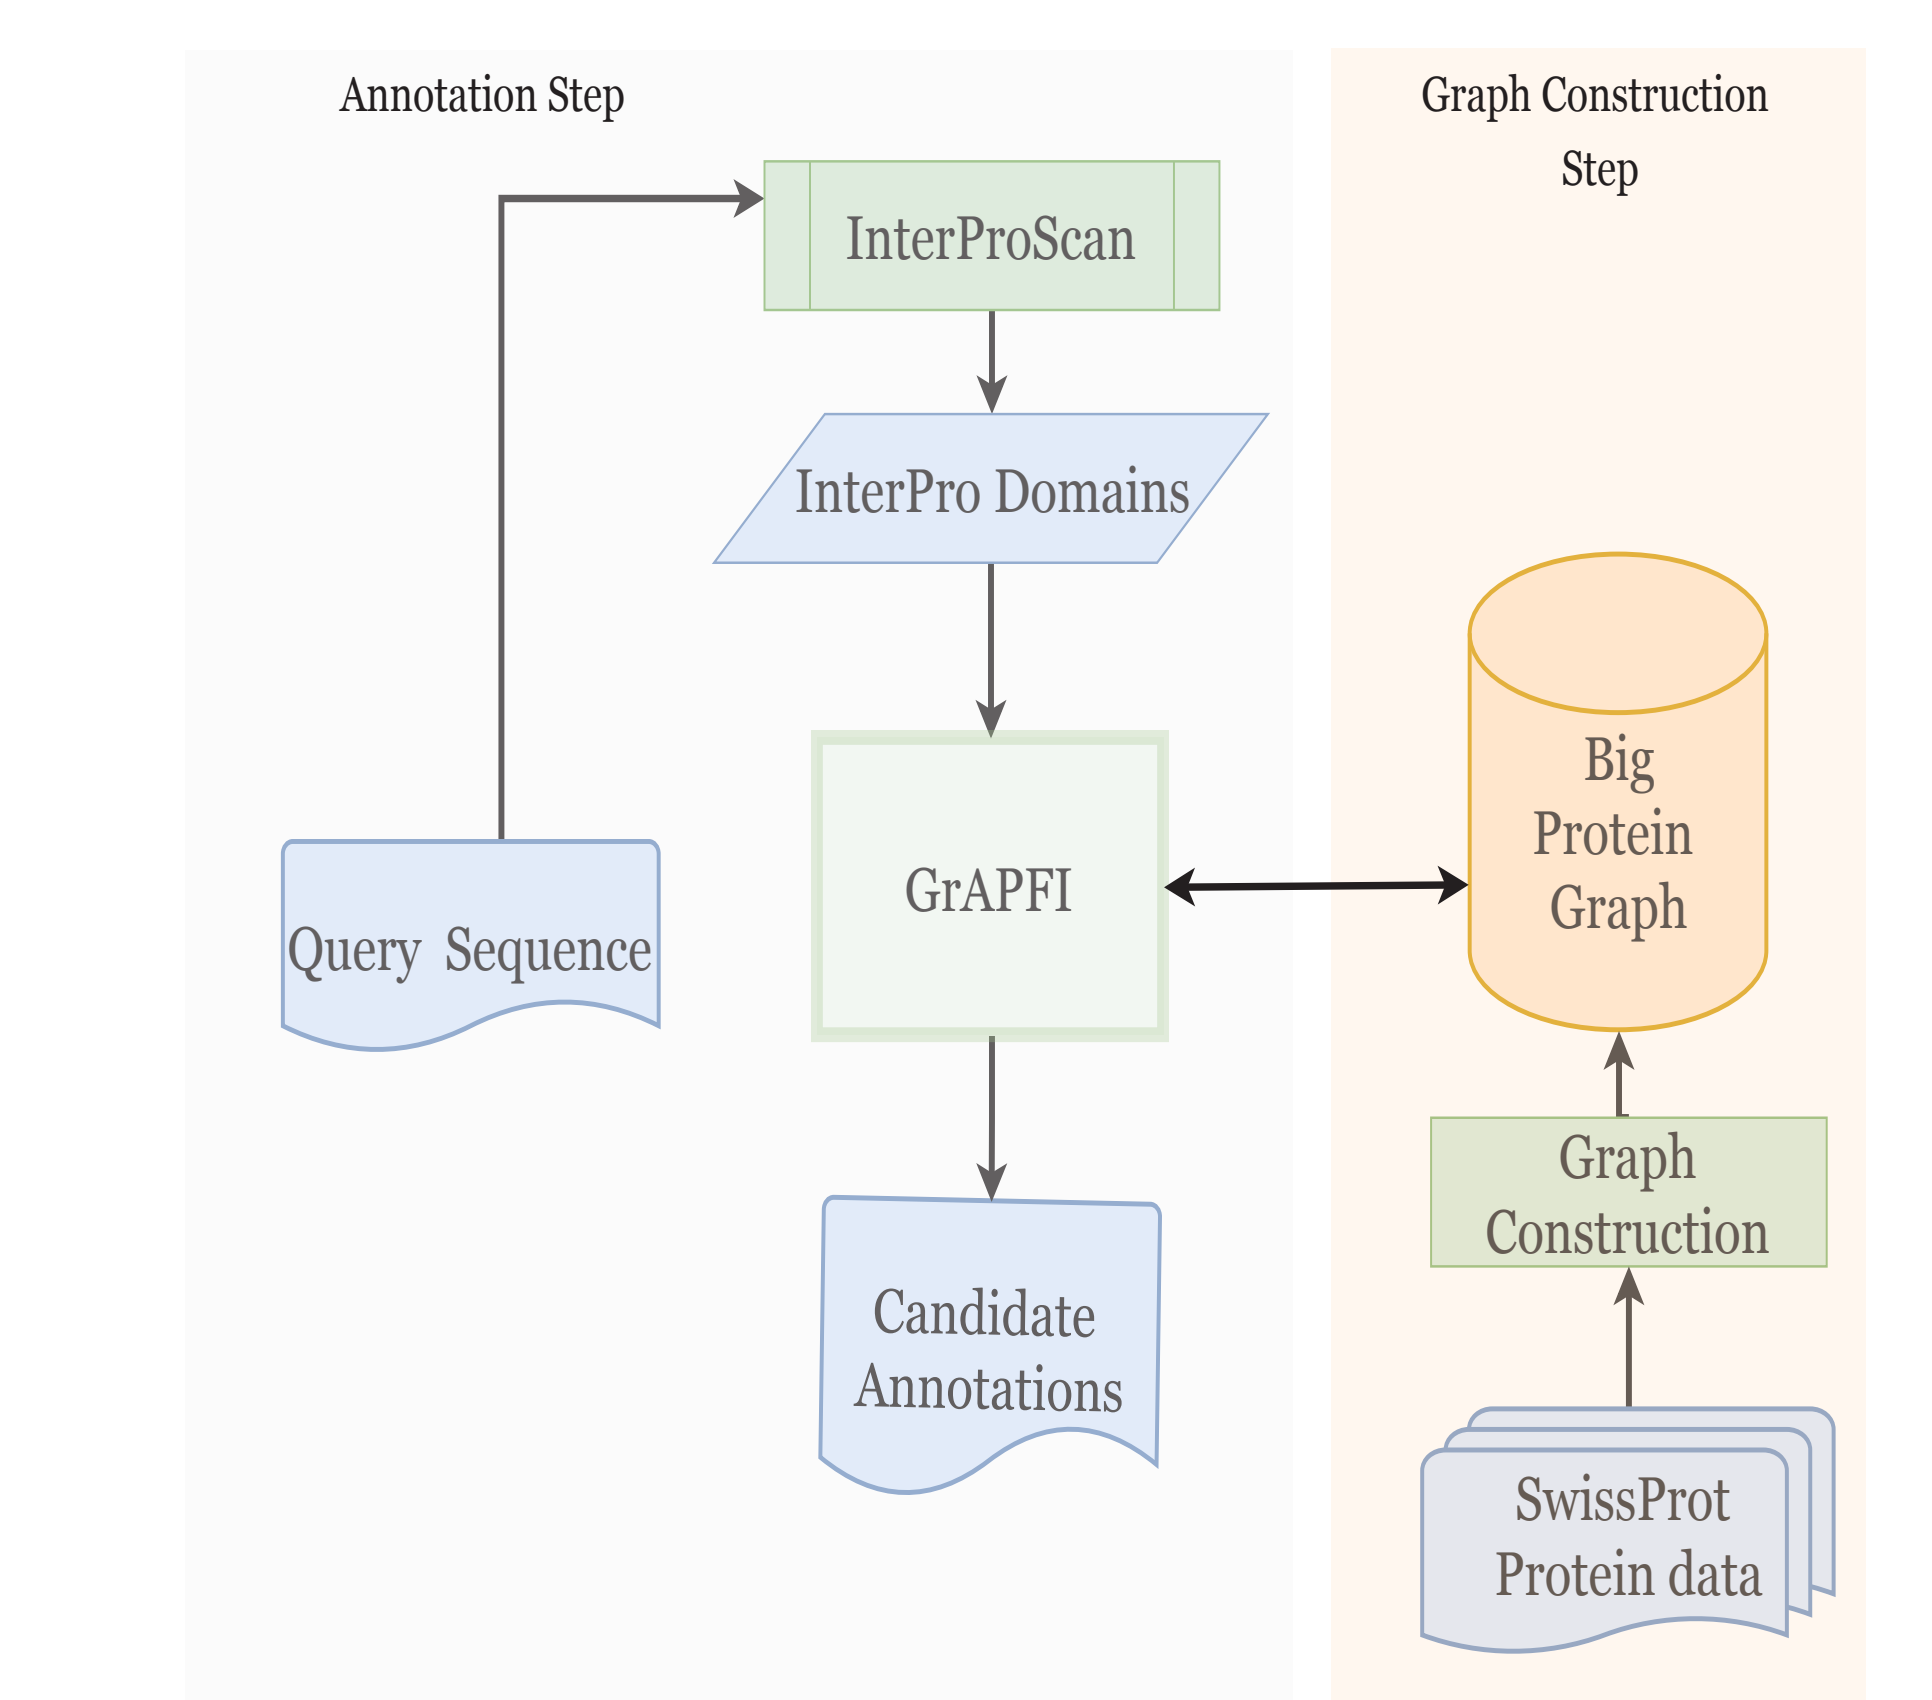 Annotation Step
InterProScan
InterPro Domains
GrAPFI
Query Sequence
Candidate
Annotations
Graph Construction
Step
Big
Protein
Graph
Graph
Construction
SwissProt
Protein data